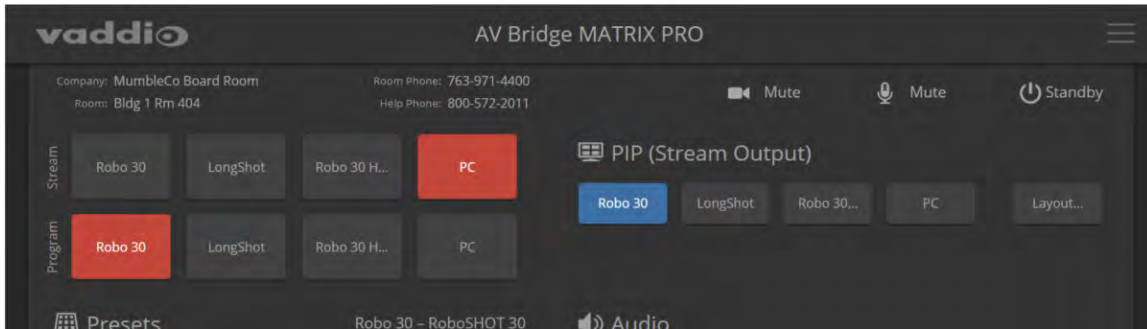 vaddio
AV Bridge MATRIX PRO
Company: MumbleCo Board Room
Room: Bldg 1 Rm 404
Room Phone: 763-971-4400
Help Phone: 800-572-2011
Mute
Mute
Standby
Stream
Robo 30
LongShot
Robo 30 H...
PC
Program
Robo 30
LongShot
Robo 30 H...
PC
PIP (Stream Output)
Robo 30
LongShot
Robo 30,...
PC
Layout...
Presets
Robo 30 – RoboSHOT 30
Audio